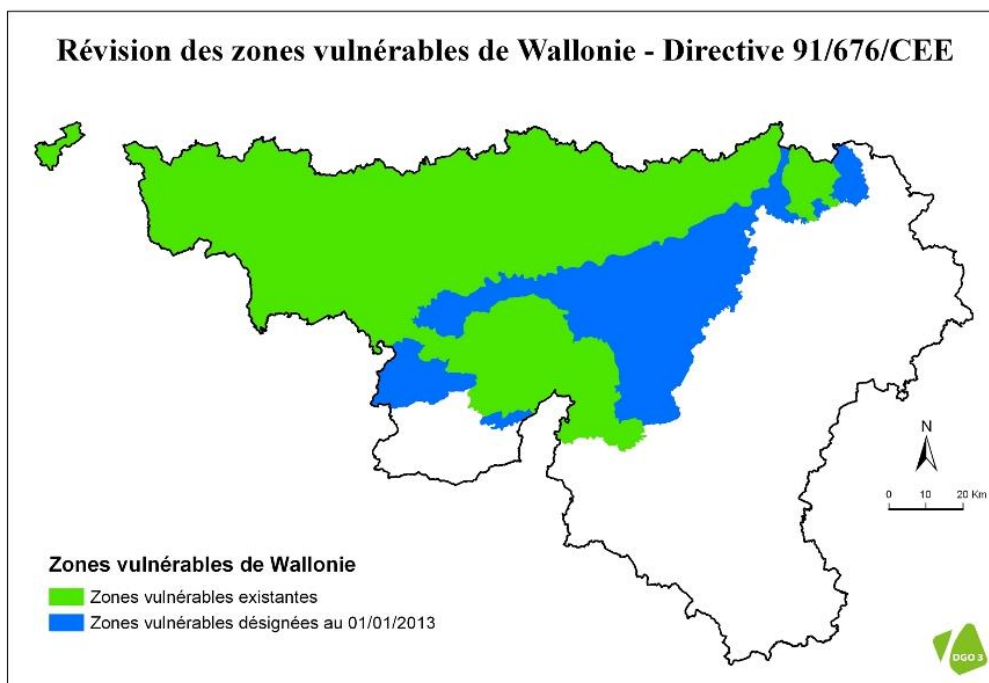 Révision des zones vulnérables de Wallonie - Directive 91/676/CEE
N
0 10 20 Km
Zones vulnérables de Wallonie
Zones vulnérables existantes
Zones vulnérables désignées au 01/01/2013
DGO 3